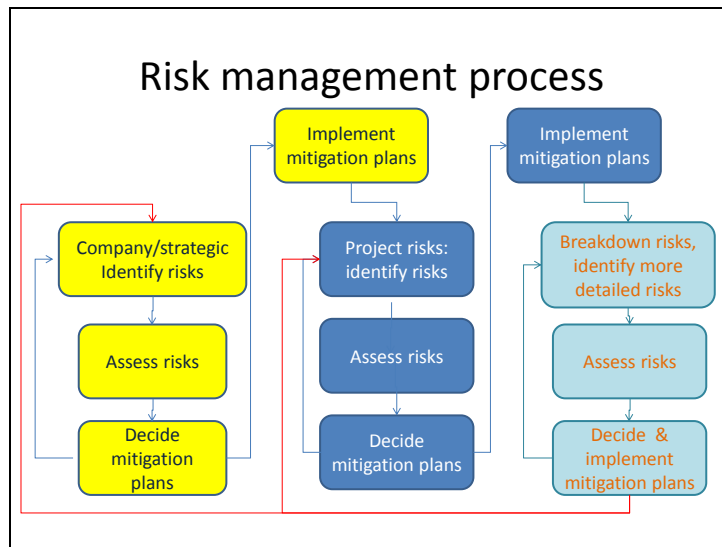 Risk management process
Implement
mitigation plans
Implement
mitigation plans
Company/strategic
Identify risks
Project risks:
identify risks
Breakdown risks,
identify more
detailed risks
Assess risks
Assess risks
Assess risks
Decide
mitigation
plans
Decide
mitigation plans
Decide &
implement
mitigation plans